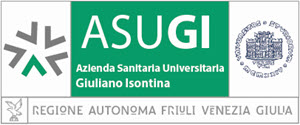 ASUGI
Azienda Sanitaria Universitaria
Giuliano Isontina
REGIONE AUTONOMA FRIULI VENEZIA GIULIA